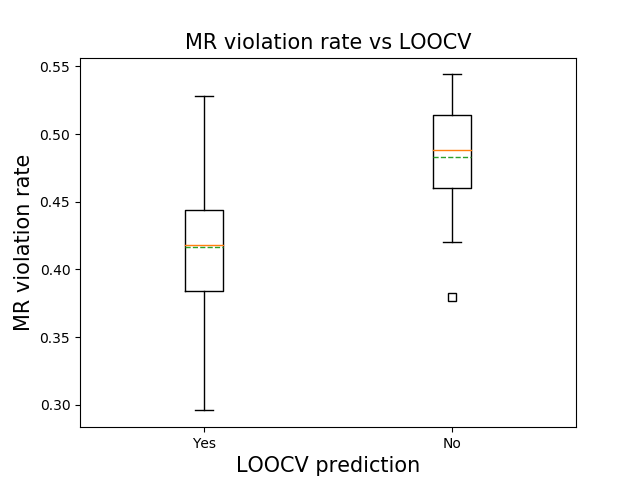 MR violation rate vs LOOCV
MR violation rate
0.55
0.50
0.45
0.40
0.35
0.30
Yes
No
LOOCV prediction